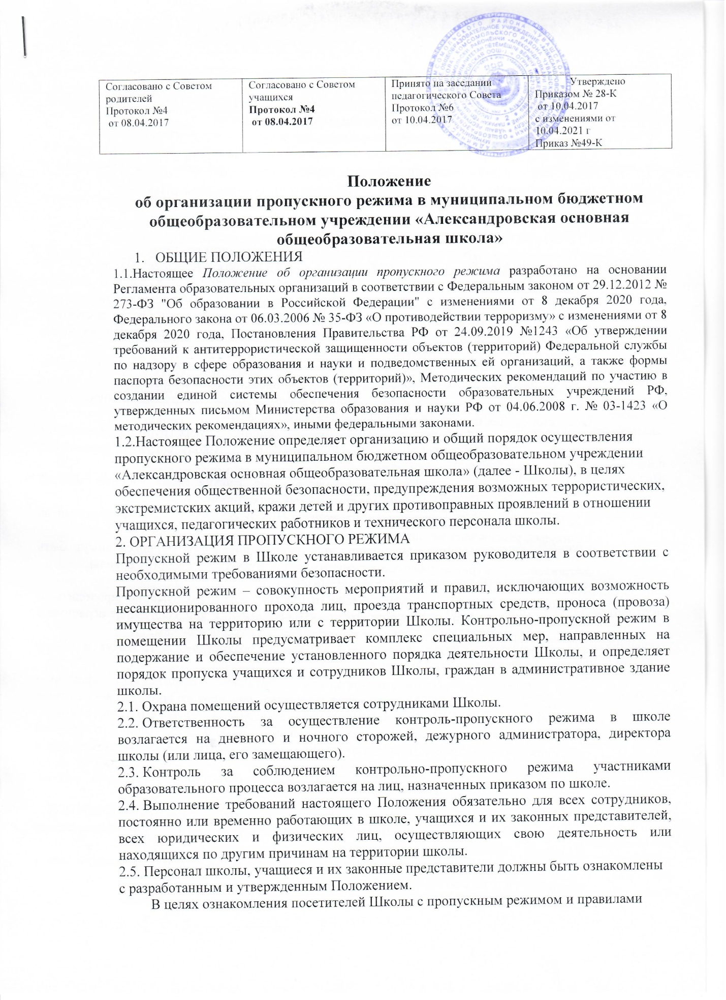 Согласовано с Советом
родителей
Протокол №4
от 08.04.2017
Согласовано с Советом
учащихся
Протокол №4
от 08.04.2017
Принято на заседании
педагогического Совета
Протокол №6
от 10.04.2017
Утверждено
Приказом № 28-К
от 10.04.2017
с изменениями от
10.04.2021 г
Приказ №49-К
Положение
об организации пропускного режима в муниципальном бюджетном
общеобразовательном учреждении «Александровская основная
общеобразовательная школа»
1. ОБЩИЕ ПОЛОЖЕНИЯ
1.1.Настоящее Положение об организации пропускного режима разработано на основании
Регламента образовательных организаций в соответствии с Федеральным законом от 29.12.2012 №
273-ФЗ "Об образовании в Российской Федерации" с изменениями от 8 декабря 2020 года,
Федерального закона от 06.03.2006 № 35-ФЗ «О противодействии терроризму» с изменениями от 8
декабря 2020 года, Постановления Правительства РФ от 24.09.2019 №1243 «Об утверждении
требований к антитеррористической защищенности объектов (территорий) Федеральной службы
по надзору в сфере образования и науки и подведомственных ей организаций, а также формы
паспорта безопасности этих объектов (территорий)», Методических рекомендаций по участию в
создании единой системы обеспечения безопасности образовательных учреждений РФ,
утвержденных письмом Министерства образования и науки РФ от 04.06.2008 г. № 03-1423 «О
методических рекомендациях», иными федеральными законами.
1.2.Настоящее Положение определяет организацию и общий порядок осуществления
пропускного режима в муниципальном бюджетном общеобразовательном учреждении
«Александровская основная общеобразовательная школа» (далее - Школы), в целях
обеспечения общественной безопасности, предупреждения возможных террористических,
экстремистских акций, кражи детей и других противоправных проявлений в отношении
учащихся, педагогических работников и технического персонала школы.
2. ОРГАНИЗАЦИЯ ПРОПУСКНОГО РЕЖИМА
Пропускной режим в Школе устанавливается приказом руководителя в соответствии с
необходимыми требованиями безопасности.
Пропускной режим – совокупность мероприятий и правил, исключающих возможность
несанкционированного прохода лиц, проезда транспортных средств, проноса (провоза)
имущества на территорию или с территории Школы. Контрольно-пропускной режим в
помещении Школы предусматривает комплекс специальных мер, направленных на
подержание и обеспечение установленного порядка деятельности Школы, и определяет
порядок пропуска учащихся и сотрудников Школы, граждан в административное здание
школы.
2.1. Охрана помещений осуществляется сотрудниками Школы.
2.2. Ответственность за осуществление контроль-пропускного режима в школе
возлагается на дневного и ночного сторожей, дежурного администратора, директора
школы (или лица, его замещающего).
2.3. Контроль за соблюдением контрольно-пропускного режима участниками
образовательного процесса возлагается на лиц, назначенных приказом по школе.
2.4. Выполнение требований настоящего Положения обязательно для всех сотрудников,
постоянно или временно работающих в школе, учащихся и их законных представителей,
всех юридических и физических лиц, осуществляющих свою деятельность или
находящихся по другим причинам на территории школы.
2.5. Персонал школы, учащиеся и их законные представители должны быть ознакомлены
с разработанным и утвержденным Положением.
В целях ознакомления посетителей Школы с пропускным режимом и правилами